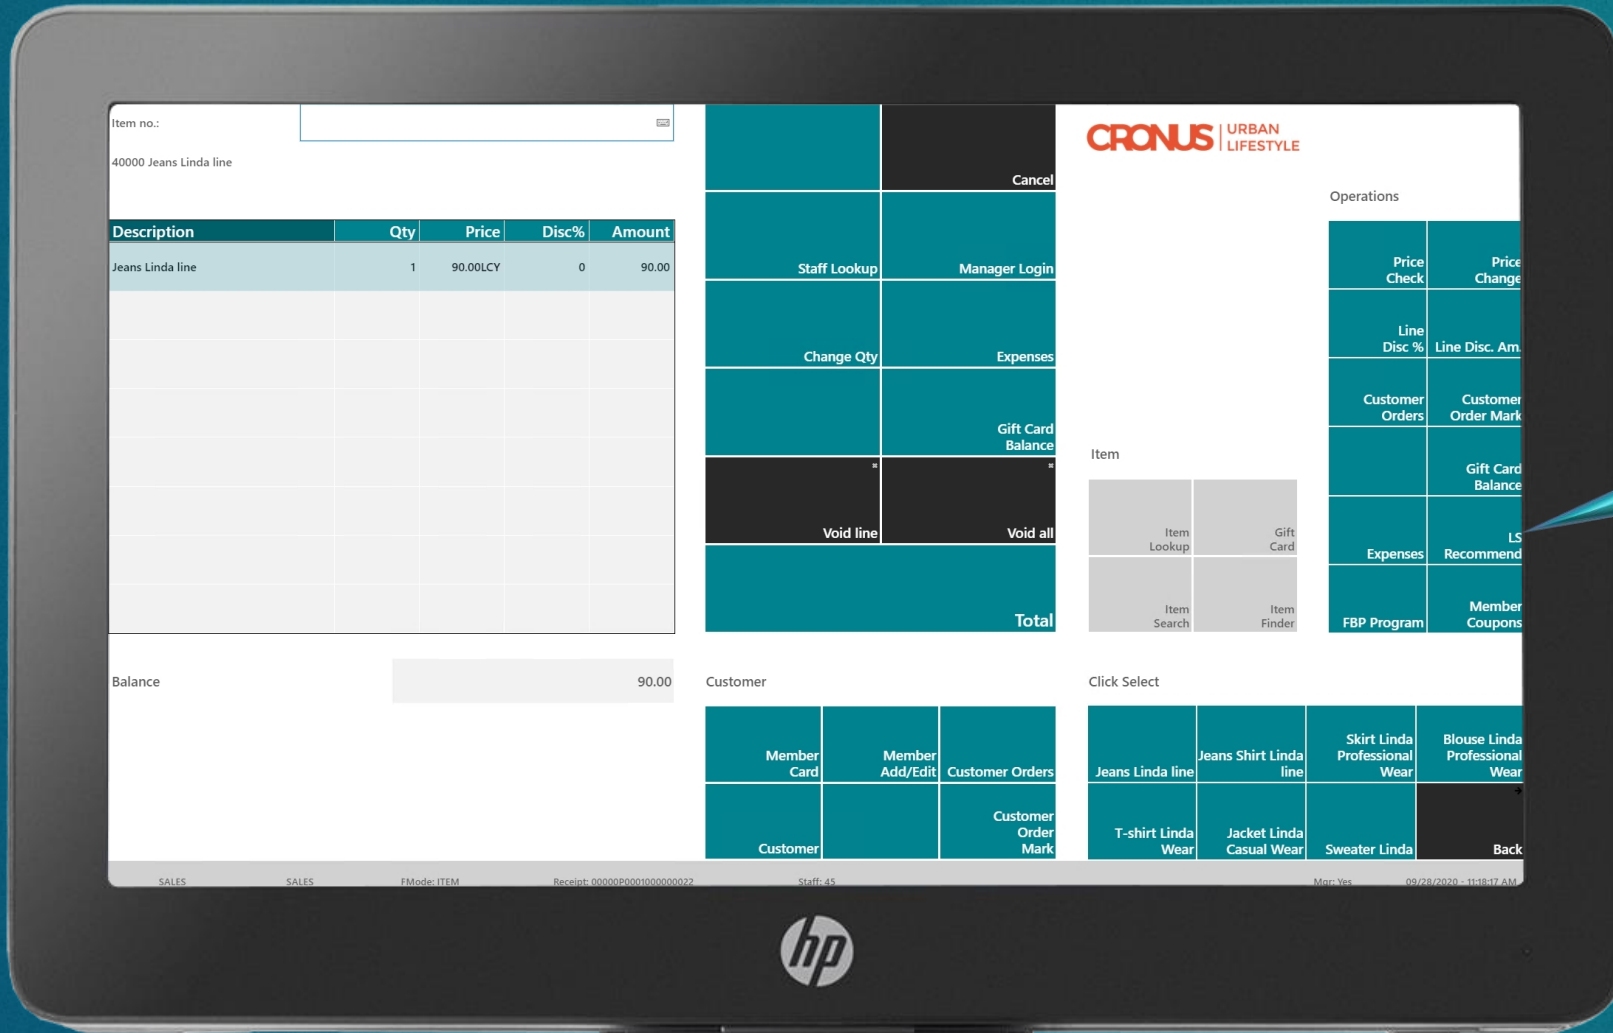 Item no.:
40000 Jeans Linda line
Description Qty Price Disc% Amount
Jeans Linda line 1 90.00LCY 0 90.00
Balance 90.00
Cancel
Staff Lookup Manager Login
Change Qty Expenses
Gift Card
Balance
Void line Void all
Total
CRONUS URBAN
LIFESTYLE
Operations
Price
Check
Price
Change
Line
Disc %
Line Disc. Am.
Customer
Orders
Customer
Order Mark
Gift Card
Balance
Expenses
LS
Recommend
FBP Program
Member
Coupons
Item
Item
Lookup
Gift
Card
Item
Search
Item
Finder
Customer
Member
Card
Member
Add/Edit
Customer Orders
Customer
Customer
Order
Mark
Click Select
Jeans Linda line
Jeans Shirt Linda
line
Skirt Linda
Professional
Wear
Blouse Linda
Professional
Wear
T-shirt Linda
Wear
Jacket Linda
Casual Wear
Sweater Linda
Back
SALES SALES FMode: ITEM Receipt: 00000P0001000000022 Staff: 45 Mgr: Yes 09/28/2020 - 11:18:17 AM
hp